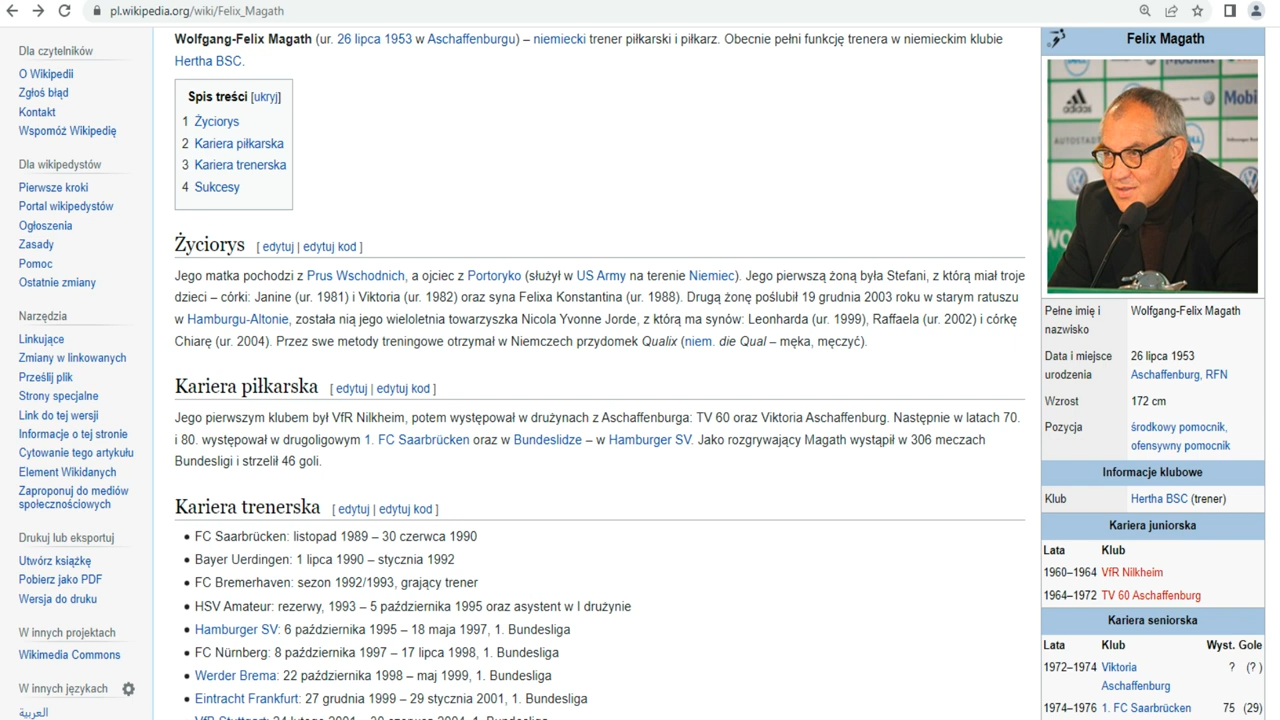 pl.wikipedia.org/wiki/Felix_Magath
Dla czytelników
O Wikipedii
Zgłoś błąd
Kontakt
Wspomóż Wikipedię
Dla wikipedystów
Pierwsze kroki
Portal wikipedystów
Ogłoszenia
Zasady
Pomoc
Ostatnie zmiany
Narzędzia
Linkujące
Zmiany w linkowanych
Prześlij plik
Strony specjalne
Link do tej wersji
Informacje o tej stronie
Cytowanie tego artykułu
Element Wikidanych
Zaproponuj do mediów
społecznościowych
Drukuj lub eksportuj
Utwórz książkę
Pobierz jako PDF
Wersja do druku
W innych projektach
Wikimedia Commons
W innych językach
العربية
Wolfgang-Felix Magath (ur. 26 lipca 1953 w Aschaffenburgu) – niemiecki trener piłkarski i piłkarz. Obecnie pełni funkcję trenera w niemieckim klubie
Hertha BSC.
Spis treści [ukryj]
1 Życiorys
2 Kariera piłkarska
3 Kariera trenerska
4 Sukcesy
Życiorys [ edytuj | edytuj kod ]
Jego matka pochodzi z Prus Wschodnich, a ojciec z Portoryko (służył w US Army na terenie Niemiec). Jego pierwszą żoną była Stefani, z którą miał troje
dzieci – córki: Janine (ur. 1981) i Viktoria (ur. 1982) oraz syna Felixa Konstantina (ur. 1988). Drugą żonę poślubił 19 grudnia 2003 roku w starym ratuszu
w Hamburgu-Altonie, została nią jego wieloletnia towarzyszka Nicola Yvonne Jorde, z którą ma synów: Leonharda (ur. 1999), Raffaela (ur. 2002) i córkę
Chiarę (ur. 2004). Przez swe metody treningowe otrzymał w Niemczech przydomek Qualix (niem. die Qual – męka, męczyć).
Kariera piłkarska [ edytuj | edytuj kod ]
Jego pierwszym klubem był VfR Nilkheim, potem występował w drużynach z Aschaffenburga: TV 60 oraz Viktoria Aschaffenburg. Następnie w latach 70.
i 80. występował w drugoligowym 1. FC Saarbrücken oraz w Bundeslidze – w Hamburger SV. Jako rozgrywający Magath wystąpił w 306 meczach
Bundesligi i strzelił 46 goli.
Kariera trenerska [ edytuj | edytuj kod ]
FC Saarbrücken: listopad 1989 – 30 czerwca 1990
Bayer Uerdingen: 1 lipca 1990 – stycznia 1992
FC Bremerhaven: sezon 1992/1993, grający trener
HSV Amateur: rezerwy, 1993 – 5 października 1995 oraz asystent w I drużynie
Hamburger SV: 6 października 1995 – 18 maja 1997, 1. Bundesliga
FC Nürnberg: 8 października 1997 – 17 lipca 1998, 1. Bundesliga
Werder Brema: 22 października 1998 – maj 1999, 1. Bundesliga
Eintracht Frankfurt: 27 grudnia 1999 – 29 stycznia 2001, 1. Bundesliga
Felix Magath
adidas
Mobi
AUTOSTADT
Pełne imię i nazwisko Wolfgang-Felix Magath
Data i miejsce urodzenia 26 lipca 1953
Aschaffenburg, RFN
Wzrost 172 cm
Pozycja środkowy pomocnik,
ofensywny pomocnik
Informacje klubowe
Klub Hertha BSC (trener)
Kariera juniorska
Lata Klub
1960–1964 VfR Nilkheim
1964–1972 TV 60 Aschaffenburg
Kariera seniorska
Lata Klub Wyst. Gole
1972–1974 Viktoria Aschaffenburg ? (? )
1974–1976 1. FC Saarbrücken 75 (29)